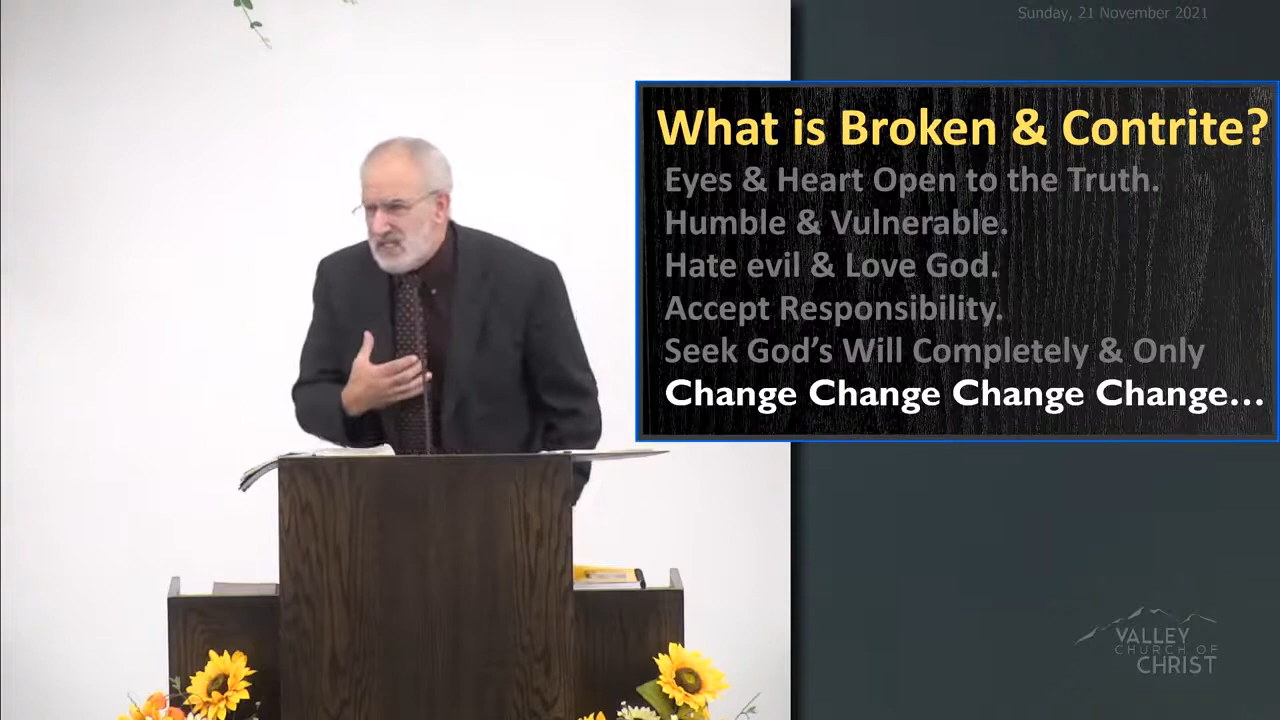 Sunday, 21 November 2021
What is Broken & Contrite?
Eyes & Heart Open to the Truth.
Humble & Vulnerable.
Hate evil & Love God.
Accept Responsibility.
Seek God’s Will Completely & Only
Change Change Change Change...
VALLEY
CHURCH OF
CHRIST